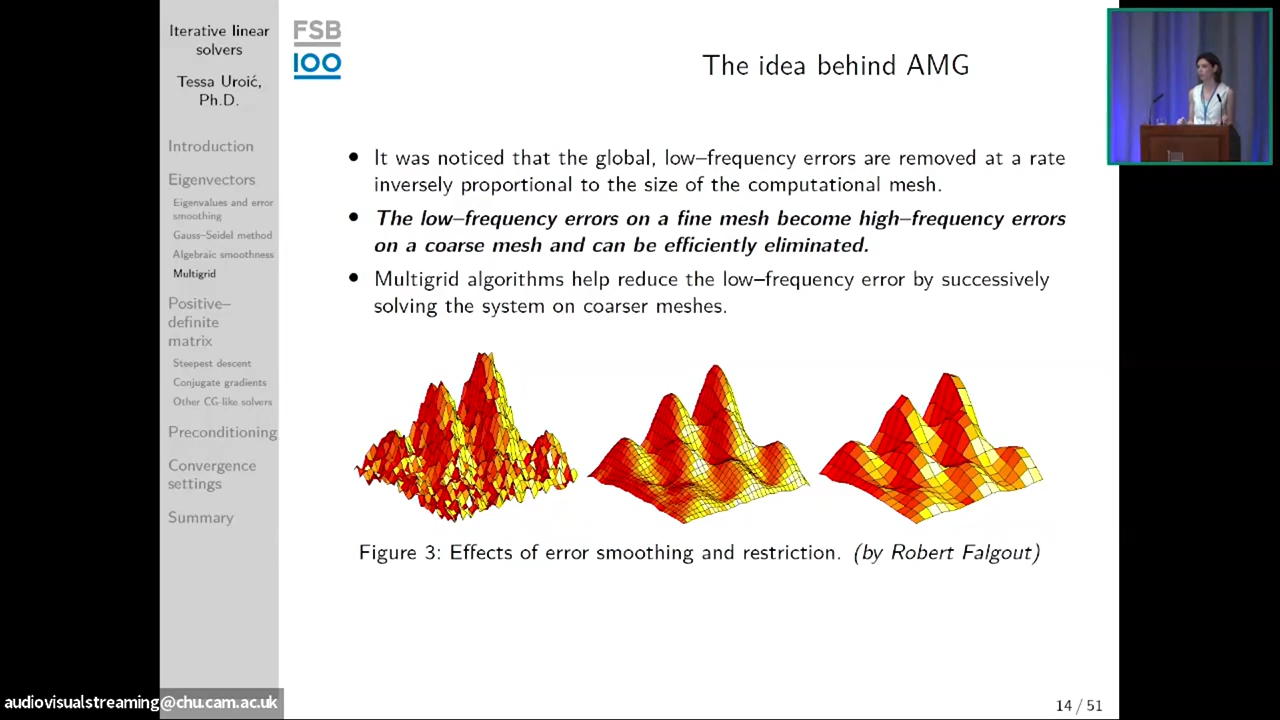 Iterative linear
solvers
Tessa Uroić,
Ph.D.
Introduction
Eigenvectors
Eigenvalues and error
smoothing
Gauss–Seidel method
Algebraic smoothness
Multigrid
Positive–
definite
matrix
Steepest descent
Conjugate gradients
Other CG-like solvers
Preconditioning
Convergence
settings
Summary
FSB
100
The idea behind AMG
• It was noticed that the global, low–frequency errors are removed at a rate
inversely proportional to the size of the computational mesh.
• The low–frequency errors on a fine mesh become high–frequency errors
on a coarse mesh and can be efficiently eliminated.
• Multigrid algorithms help reduce the low–frequency error by successively
solving the system on coarser meshes.
Figure 3: Effects of error smoothing and restriction. (by Robert Falgout)
audiovisualstreaming@chu.cam.ac.uk
14 / 51